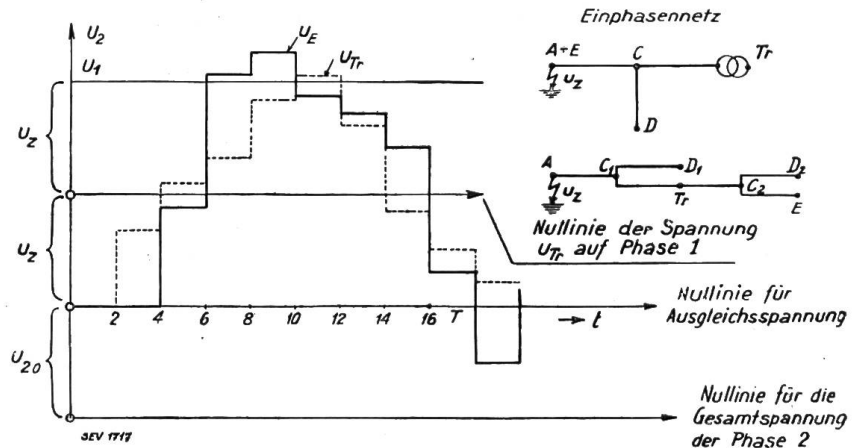 Einphasennetz
U2
U1
UE
UTr
A÷E
C
Tr
UZ
D
UZ
A
C1
D1
D2
UZ
Tr
C2
E
Nullinie der Spannung
UTr auf Phase 1
UZ
2 4 6 8 10 12 14 16 T
t
Nullinie für
Ausgleichsspannung
U20
Nullinie für die
Gesamtspannung
der Phase 2
SEV 1717